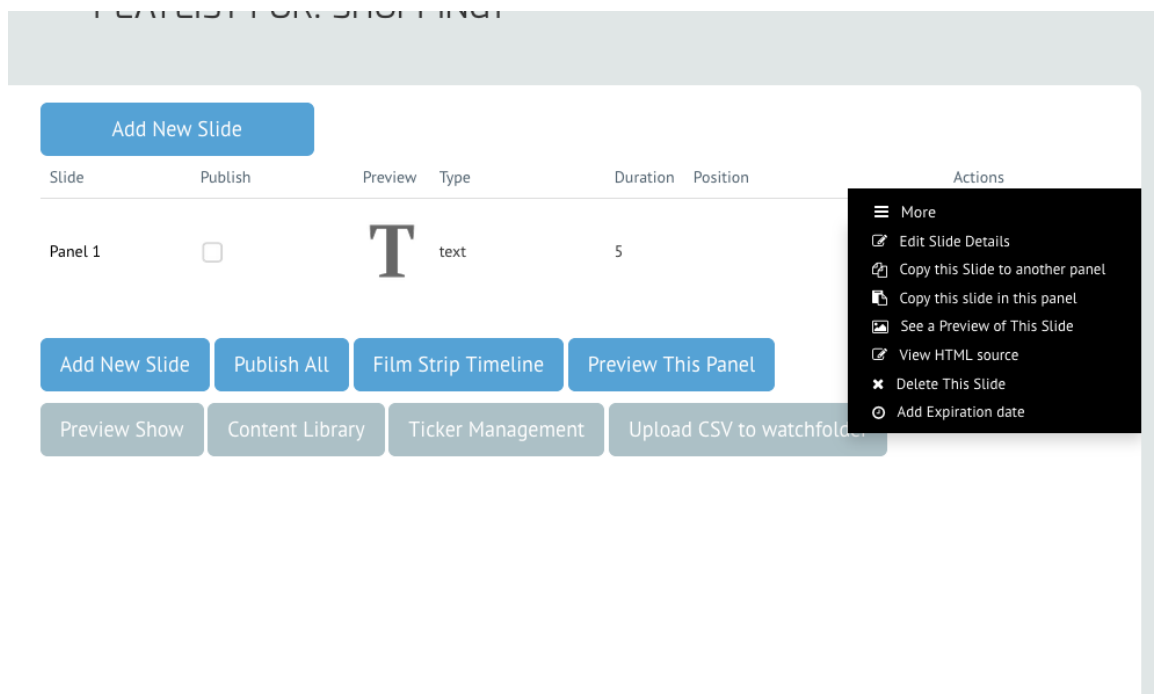 PLAYLIST FOR: SHOPPING1
Add New Slide
Slide Publish Preview Type Duration Position Actions
Panel 1 T text 5
More
Edit Slide Details
Copy this Slide to another panel
Copy this slide in this panel
See a Preview of This Slide
View HTML source
Delete This Slide
Add Expiration date
Add New Slide Publish All Film Strip Timeline Preview This Panel
Preview Show Content Library Ticker Management Upload CSV to watchfolder